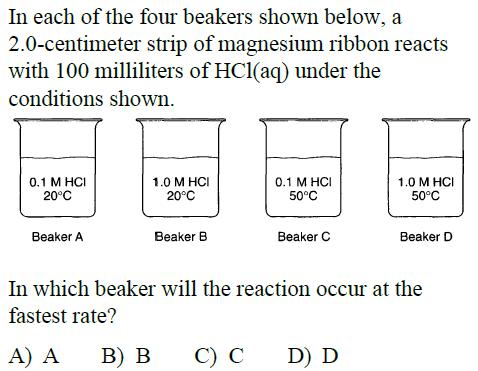 In each of the four beakers shown below, a
2.0-centimeter strip of magnesium ribbon reacts
with 100 milliliters of HCl(aq) under the
conditions shown.
0.1 M HCl 1.0 M HCl 0.1 M HCl 1.0 M HCl
20°C 20°C 50°C 50°C
Beaker A Beaker B Beaker C Beaker D
In which beaker will the reaction occur at the
fastest rate?
A) A B) B C) C D) D